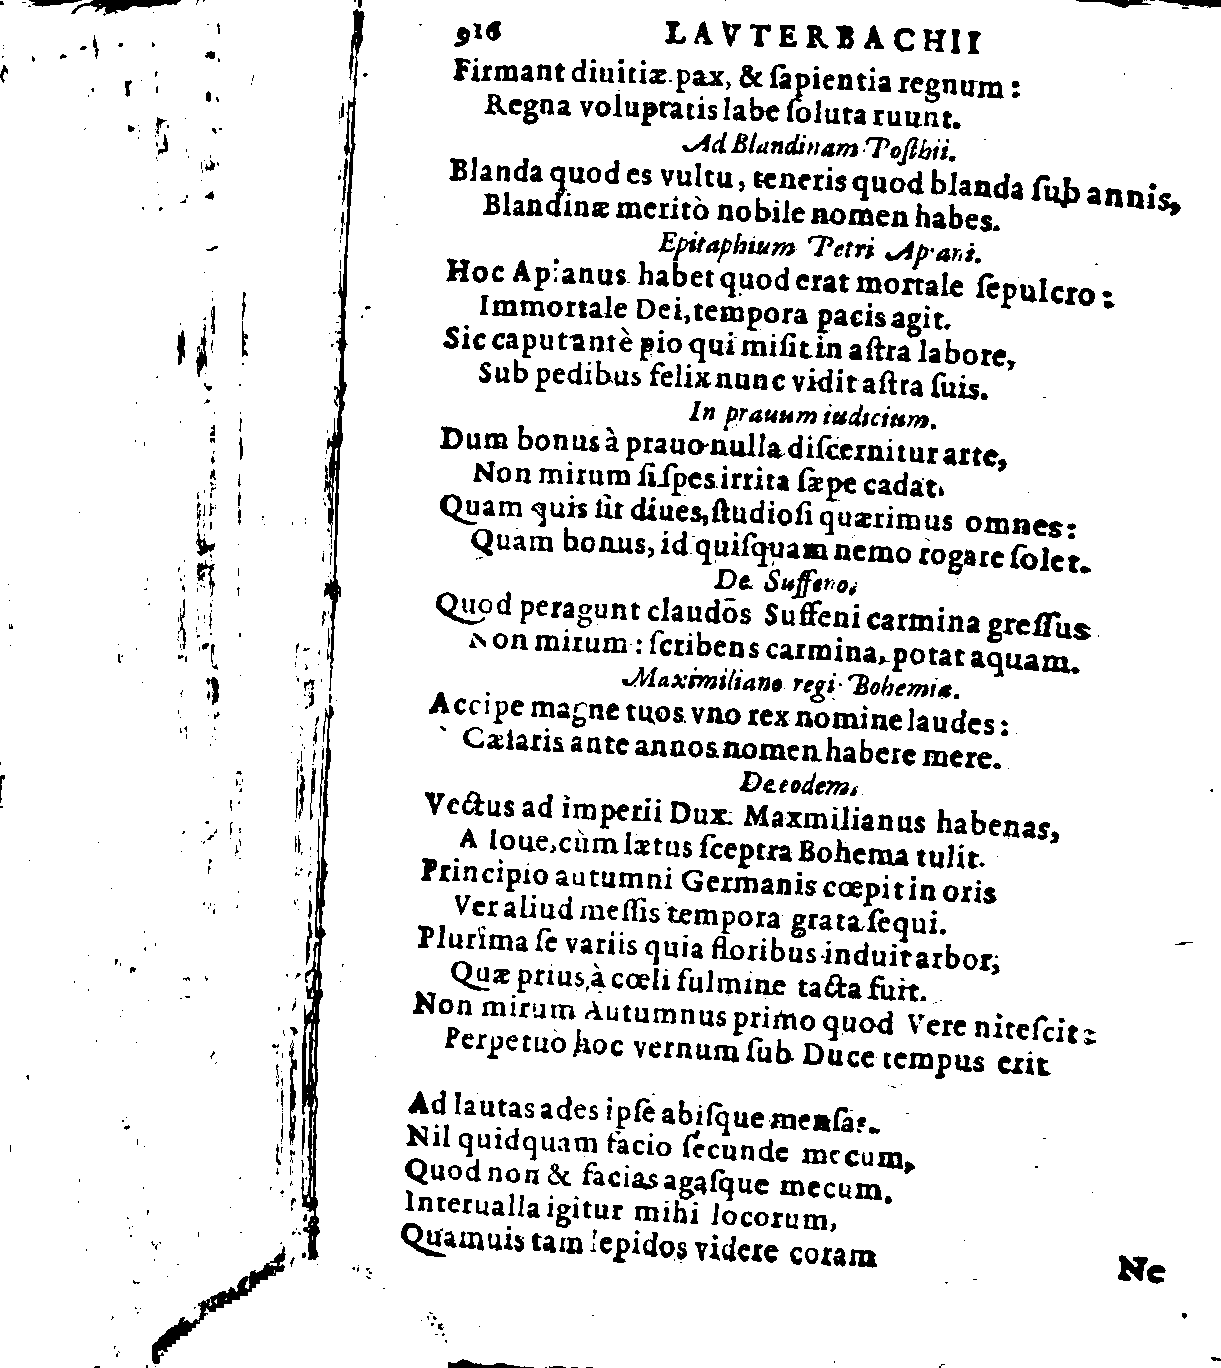 916 LAVTERBACHII
Firmant diuitiæ pax, & ſapientia regnum:
Regna voluptatis labe ſoluta ruunt.
Ad Blandinam Poſthii.
Blanda quod es vultu, teneris quod blanda ſub annis,
Blandinæ meritò nobile nomen habes.
Epitaphium Petri Apiani.
Hoc Apianus habet quod erat mortale ſepulcro:
Immortale Dei, tempora pacis agit.
Sic caput antè pio qui miſit in aſtra labore,
Sub pedibus felix nunc vidit aſtra ſuis.
In prauum iudicium.
Dum bonus à prauo nulla diſcernitur arte,
Non mirum ſi ſpes irrita ſæpe cadat.
Quam quis ſit diues, ſtudioſi quærimus omnes:
Quam bonus, id quiſquam nemo rogare ſolet.
De Suffeno.
Quod peragunt claudōs Suffeni carmina greſſus
Non mirum: ſcribens carmina, potat aquam.
Maximiliano regi Bohemiæ.
Accipe magne tuos vno rex nomine laudes:
Cæſaris ante annos nomen habere mere.
De eodem.
Vectus ad imperii Dux Maxmilianus habenas,
A Ioue, cùm lætus ſceptra Bohema tulit.
Principio autumni Germanis cœpit in oris
Ver aliud meſſis tempora grata ſequi.
Plurima ſe variis quia floribus induit arbor,
Quæ prius à cœli fulmine tacta fuit.
Non mirum Autumnus primo quod Vere niteſcit:
Perpetuò hoc vernum ſub Duce tempus erit
Ad lautas ades ipſe abiſque menſas.
Nil quidquam facio ſecunde mecum,
Quod non & facias agaſque mecum.
Interualla igitur mihi locorum,
Quamuis tam lepidos videre coram
Ne